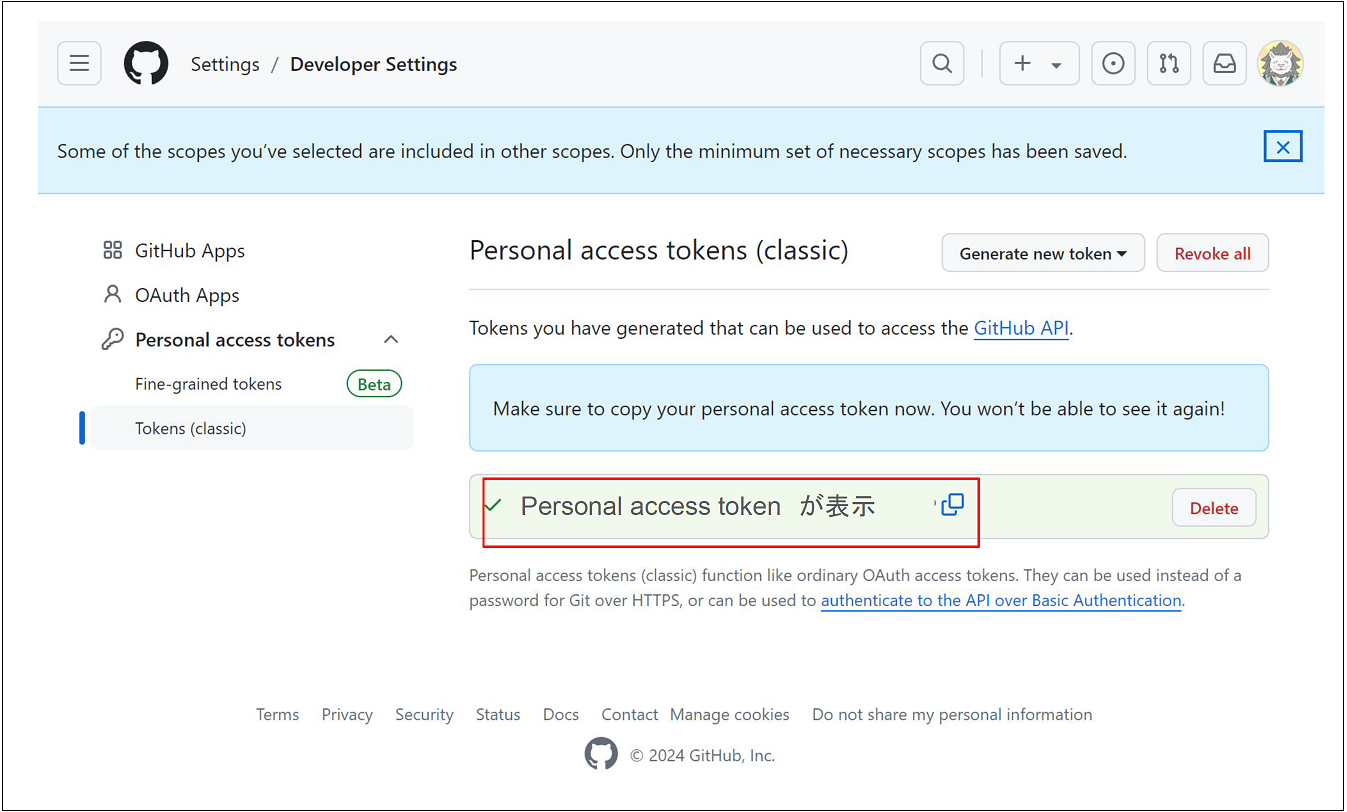 Settings / Developer Settings
Some of the scopes you’ve selected are included in other scopes. Only the minimum set of necessary scopes has been saved.
GitHub Apps
OAuth Apps
Personal access tokens
Fine-grained tokens Beta
Tokens (classic)
Personal access tokens (classic) Generate new token Revoke all
Tokens you have generated that can be used to access the GitHub API.
Make sure to copy your personal access token now. You won’t be able to see it again!
Personal access token が表示 Delete
Personal access tokens (classic) function like ordinary OAuth access tokens. They can be used instead of a
password for Git over HTTPS, or can be used to authenticate to the API over Basic Authentication.
Terms Privacy Security Status Docs Contact Manage cookies Do not share my personal information
© 2024 GitHub, Inc.